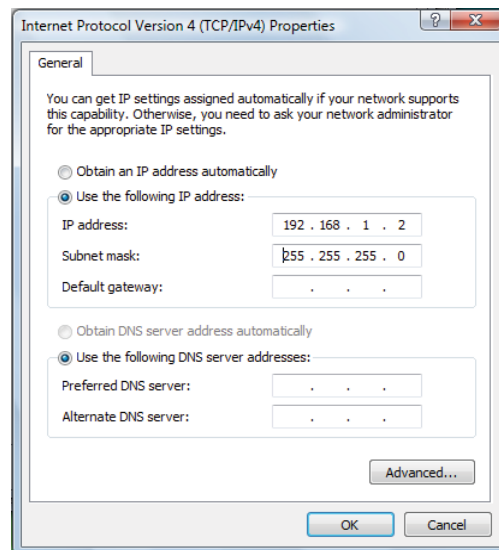 Internet Protocol Version 4 (TCP/IPv4) Properties
General
You can get IP settings assigned automatically if your network supports
this capability. Otherwise, you need to ask your network administrator
for the appropriate IP settings.
Obtain an IP address automatically
Use the following IP address:
IP address: 192 . 168 . 1 . 2
Subnet mask: 255 . 255 . 255 . 0
Default gateway: . . .
Obtain DNS server address automatically
Use the following DNS server addresses:
Preferred DNS server: . . .
Alternate DNS server: . . .
Advanced...
OK Cancel